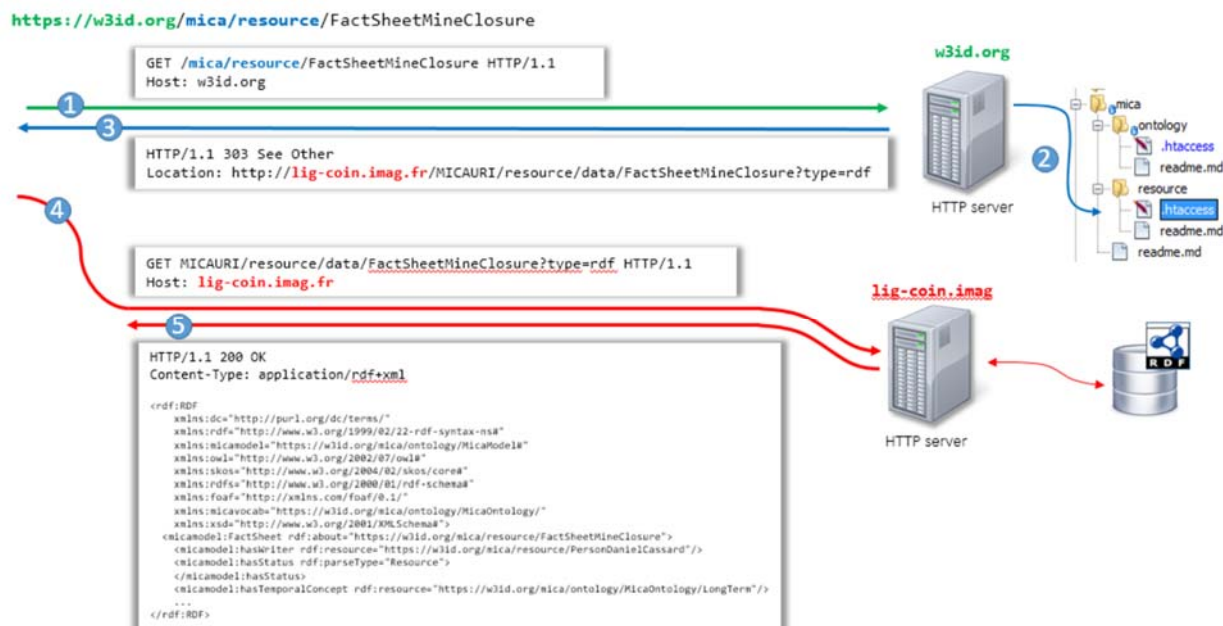 https://w3id.org/mica/resource/FactSheetMineClosure
GET /mica/resource/FactSheetMineClosure HTTP/1.1
Host: w3id.org
w3id.org
1
3
HTTP/1.1 303 See Other
Location: http://lig-coin.imag.fr/MICAURI/resource/data/FactSheetMineClosure?type=rdf
HTTP server
2
mica
ontology
.htaccess
readme.md
resource
.htaccess
readme.md
readme.md
4
GET MICAURI/resource/data/FactSheetMineClosure?type=rdf HTTP/1.1
Host: lig-coin.imag.fr
lig-coin.imag
5
HTTP server
RDF
HTTP/1.1 200 OK
Content-Type: application/rdf+xml
<rdf:RDF
xmlns:dc="http://purl.org/dc/terms/"
xmlns:rdf="http://www.w3.org/1999/02/22-rdf-syntax-ns#"
xmlns:micamodel="https://w3id.org/mica/ontology/MicaModel#"
xmlns:owl="http://www.w3.org/2002/07/owl#"
xmlns:skos="http://www.w3.org/2004/02/skos/core#"
xmlns:rdfs="http://www.w3.org/2000/01/rdf-schema#"
xmlns:foaf="http://xmlns.com/foaf/0.1/"
xmlns:micavocab="https://w3id.org/mica/ontology/MicaOntology/"
xmlns:xsd="http://www.w3.org/2001/XMLSchema#">
<micamodel:FactSheet rdf:about="https://w3id.org/mica/resource/FactSheetMineClosure">
<micamodel:hasWriter rdf:resource="https://w3id.org/mica/resource/PersonDanielCassard"/>
<micamodel:hasStatus rdf:parseType="Resource">
</micamodel:hasStatus>
<micamodel:hasTemporalConcept rdf:resource="https://w3id.org/mica/ontology/MicaOntology/LongTerm"/>
...
</rdf:RDF>